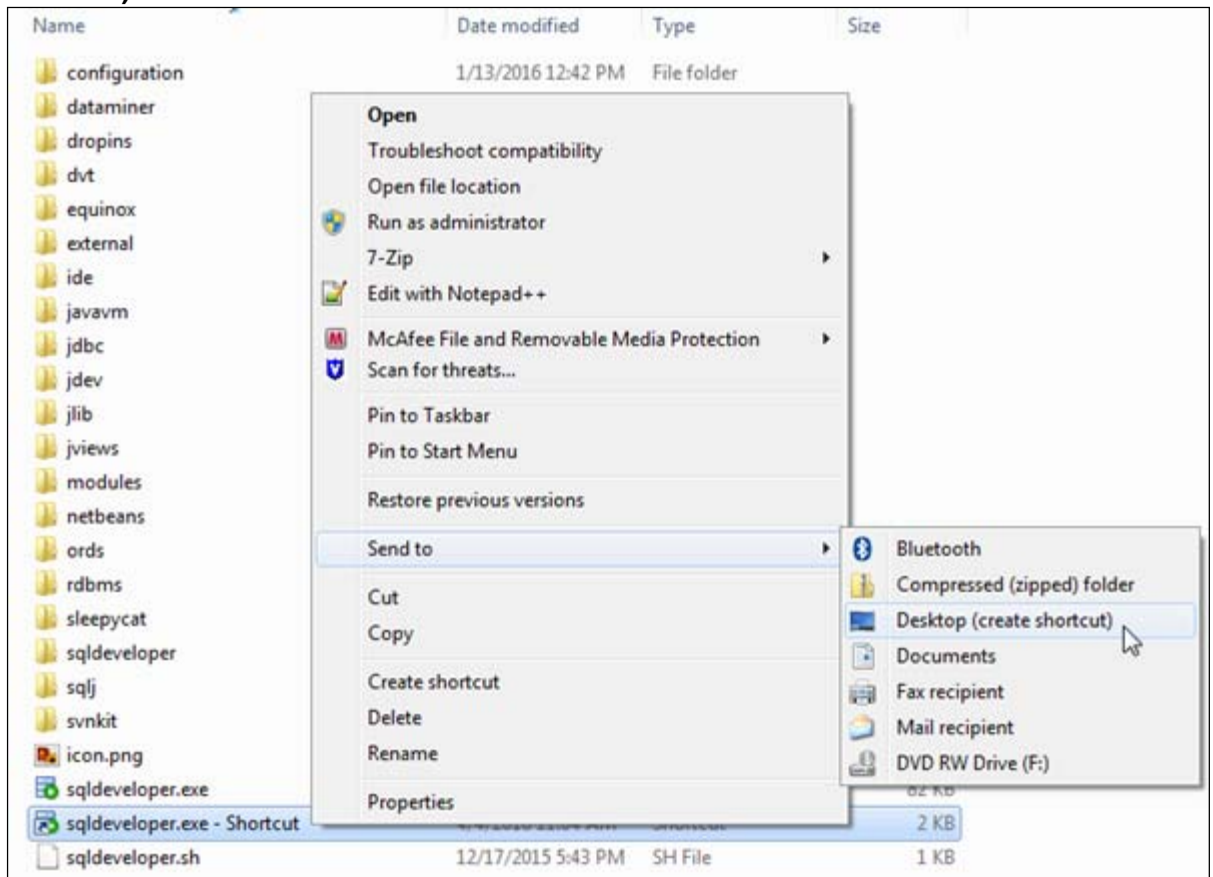 Name Date modified Type Size
configuration 1/13/2016 12:42 PM File folder
dataminer
dropins
dvt
equinox
external
ide
javavm
jdbc
jdev
jlib
jviews
modules
netbeans
ords
rdbms
sleepycat
sqldeveloper
sqlj
svnkit
icon.png
sqldeveloper.exe 82 KB
sqldeveloper.exe - Shortcut 2 KB
sqldeveloper.sh 12/17/2015 5:43 PM SH File 1 KB
Open
Troubleshoot compatibility
Open file location
Run as administrator
7-Zip
Edit with Notepad++
McAfee File and Removable Media Protection
Scan for threats...
Pin to Taskbar
Pin to Start Menu
Restore previous versions
Send to
Cut
Copy
Create shortcut
Delete
Rename
Properties
Bluetooth
Compressed (zipped) folder
Desktop (create shortcut)
Documents
Fax recipient
Mail recipient
DVD RW Drive (F:)